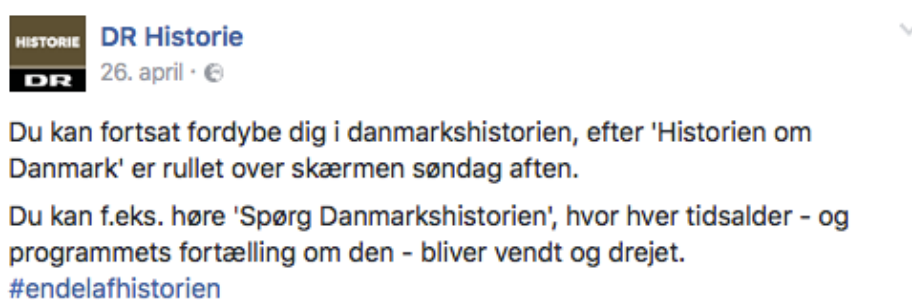 HISTORIE
DR
DR Historie
26. april ·
Du kan fortsat fordybe dig i danmarkshistorien, efter 'Historien om
Danmark' er rullet over skærmen søndag aften.
Du kan f.eks. høre 'Spørg Danmarkshistorien', hvor hver tidsalder - og
programmets fortælling om den - bliver vendt og drejet.
#endelafhistorien